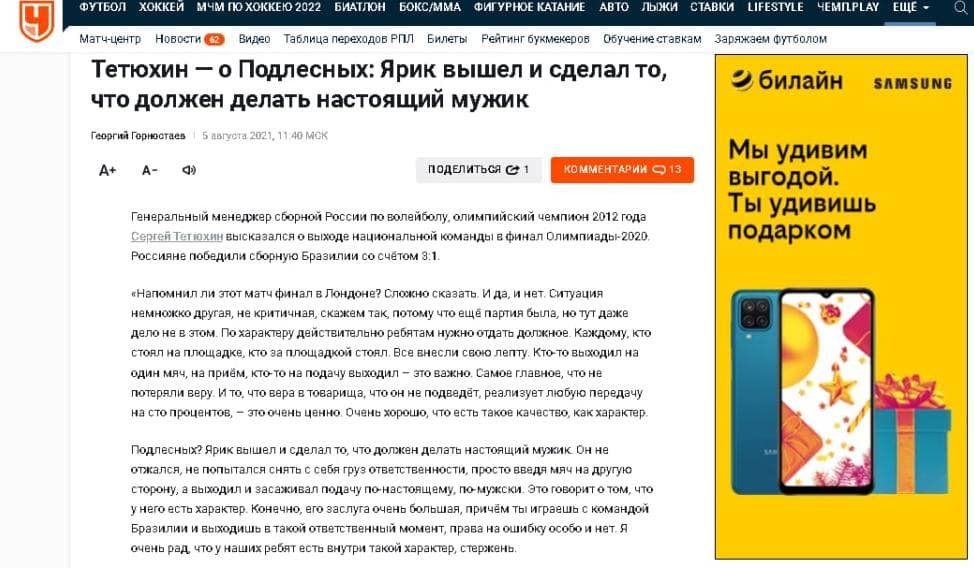 ФУТБОЛ ХОККЕЙ МЧМ ПО ХОККЕЮ 2022 БИАТЛОН БОКС/ММА ФИГУРНОЕ КАТАНИЕ АВТО ЛЫЖИ СТАВКИ LIFESTYLE ЧЕМП.PLAY ЕЩЁ
Ч
Матч-центр Новости 62 Видео Таблица переходов РПЛ Билеты Рейтинг букмекеров Обучение ставкам Заряжаем футболом
Тетюхин — о Подлесных: Ярик вышел и сделал то,
что должен делать настоящий мужик
Георгий Горностаев 5 августа 2021, 11:40 МСК
A+ A- ПОДЕЛИТЬСЯ 1 КОММЕНТАРИИ 13
Генеральный менеджер сборной России по волейболу, олимпийский чемпион 2012 года
Сергей Тетюхин высказался о выходе национальной команды в финал Олимпиады-2020.
Россияне победили сборную Бразилии со счётом 3:1.
«Напомнил ли этот матч финал в Лондоне? Сложно сказать. И да, и нет. Ситуация
немножко другая, не критичная, скажем так, потому что ещё партия была, но тут даже
дело не в этом. По характеру действительно ребятам нужно отдать должное. Каждому, кто
стоял на площадке, кто за площадкой стоял. Все внесли свою лепту. Кто-то выходил на
один мяч, на приём, кто-то на подачу выходил — это важно. Самое главное, что не
потеряли веру. И то, что вера в товарища, что он не подведёт, реализует любую передачу
на сто процентов, — это очень ценно. Очень хорошо, что есть такое качество, как характер.
Подлесных? Ярик вышел и сделал то, что должен делать настоящий мужик. Он не
отжался, не попытался снять с себя груз ответственности, просто введя мяч на другую
сторону, а выходил и засаживал подачу по-настоящему, по-мужски. Это говорит о том, что
у него есть характер. Конечно, его заслуга очень большая, причём ты играешь с командой
Бразилии и выходишь в такой ответственный момент, права на ошибку особо и нет. Я
очень рад, что у наших ребят есть внутри такой характер, стержень.
билайн SAMSUNG
Мы удивим
выгодой.
Ты удивишь
подарком